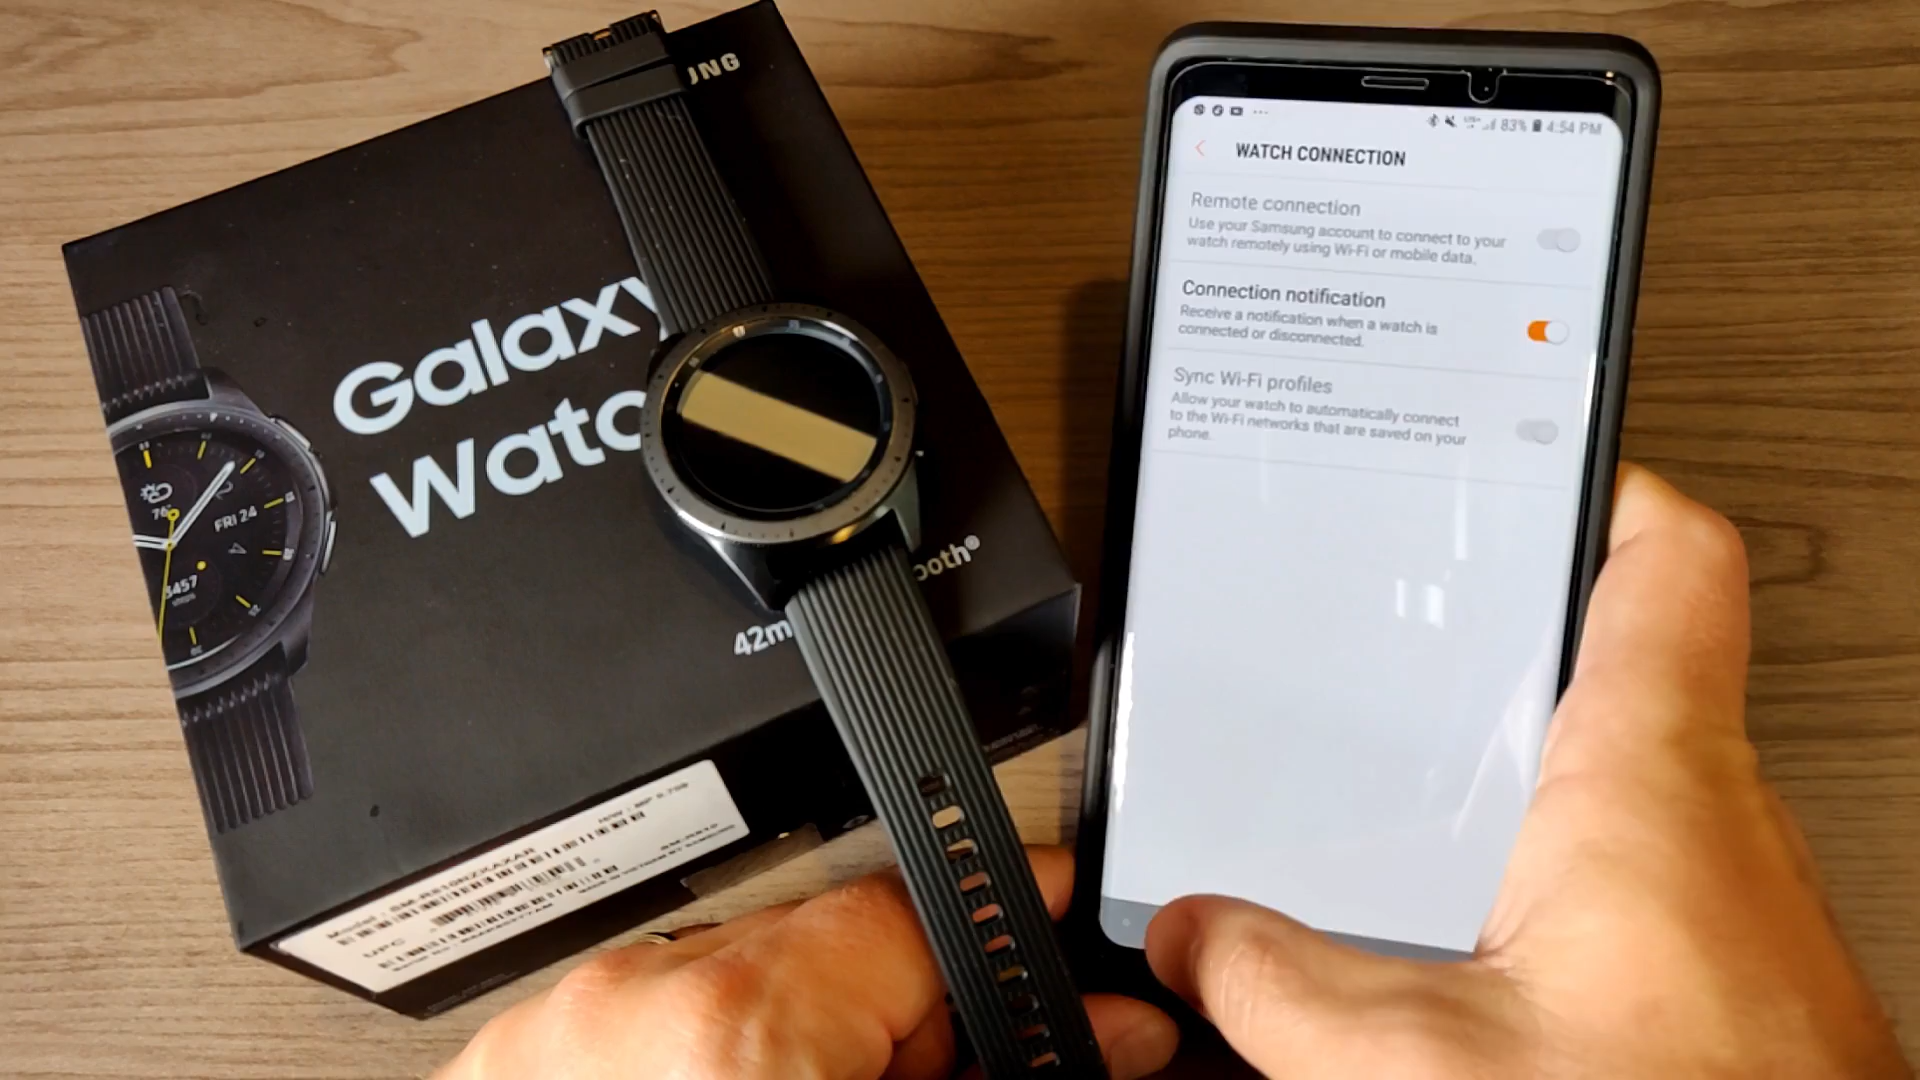 UNG
Galaxy
Watc
ooth®
42m
76°
FRI 24
3457
steps
UPC
83% 4:54 PM
WATCH CONNECTION
Remote connection
Use your Samsung account to connect to your
watch remotely using Wi-Fi or mobile data.
Connection notification
Receive a notification when a watch is
connected or disconnected.
Sync Wi-Fi profiles
Allow your watch to automatically connect
to the Wi-Fi networks that are saved on your
phone.